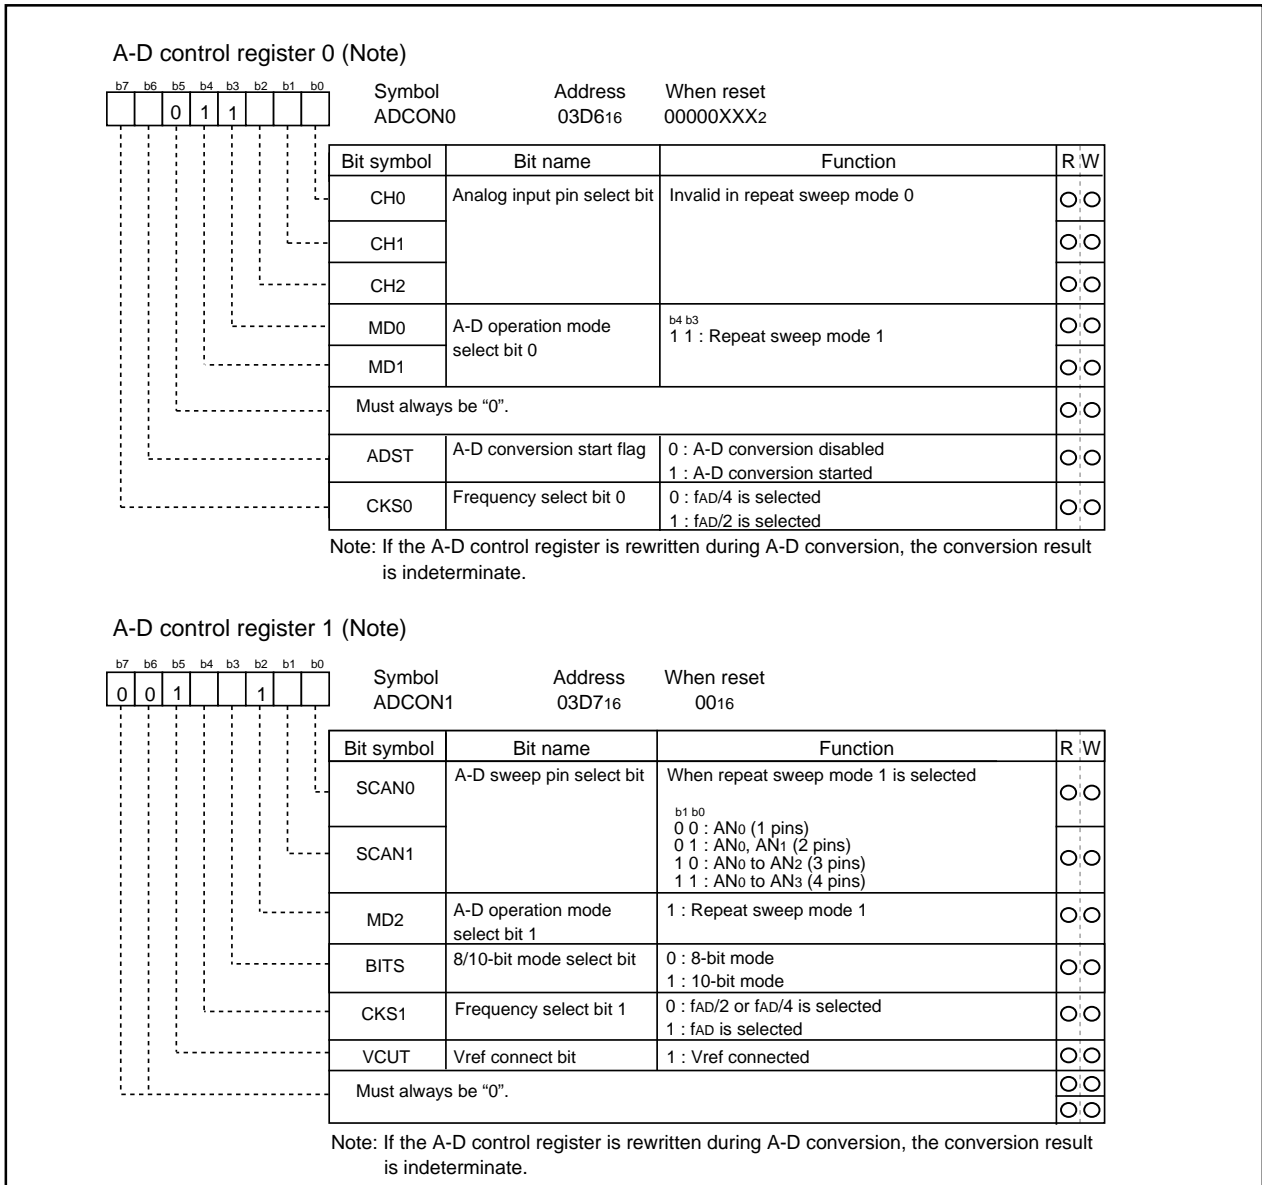 A-D control register 0 (Note)
b7 b6 b5 b4 b3 b2 b1 b0
0 1 1
Symbol Address When reset
ADCON0 03D616 00000XXX2
Bit symbol Bit name Function R W
CH0 Analog input pin select bit Invalid in repeat sweep mode 0
CH1
CH2
MD0 A-D operation mode select bit 0 b4 b3
1 1 : Repeat sweep mode 1
MD1
Must always be “0”.
ADST A-D conversion start flag 0 : A-D conversion disabled
1 : A-D conversion started
CKS0 Frequency select bit 0 0 : fAD/4 is selected
1 : fAD/2 is selected
Note: If the A-D control register is rewritten during A-D conversion, the conversion result
is indeterminate.
A-D control register 1 (Note)
b7 b6 b5 b4 b3 b2 b1 b0
0 0 1 1
Symbol Address When reset
ADCON1 03D716 0016
Bit symbol Bit name Function R W
SCAN0 A-D sweep pin select bit When repeat sweep mode 1 is selected
b1 b0
0 0 : AN0 (1 pins)
0 1 : AN0, AN1 (2 pins)
1 0 : AN0 to AN2 (3 pins)
1 1 : AN0 to AN3 (4 pins)
SCAN1
MD2 A-D operation mode select bit 1 1 : Repeat sweep mode 1
BITS 8/10-bit mode select bit 0 : 8-bit mode
1 : 10-bit mode
CKS1 Frequency select bit 1 0 : fAD/2 or fAD/4 is selected
1 : fAD is selected
VCUT Vref connect bit 1 : Vref connected
Must always be “0”.
Note: If the A-D control register is rewritten during A-D conversion, the conversion result
is indeterminate.